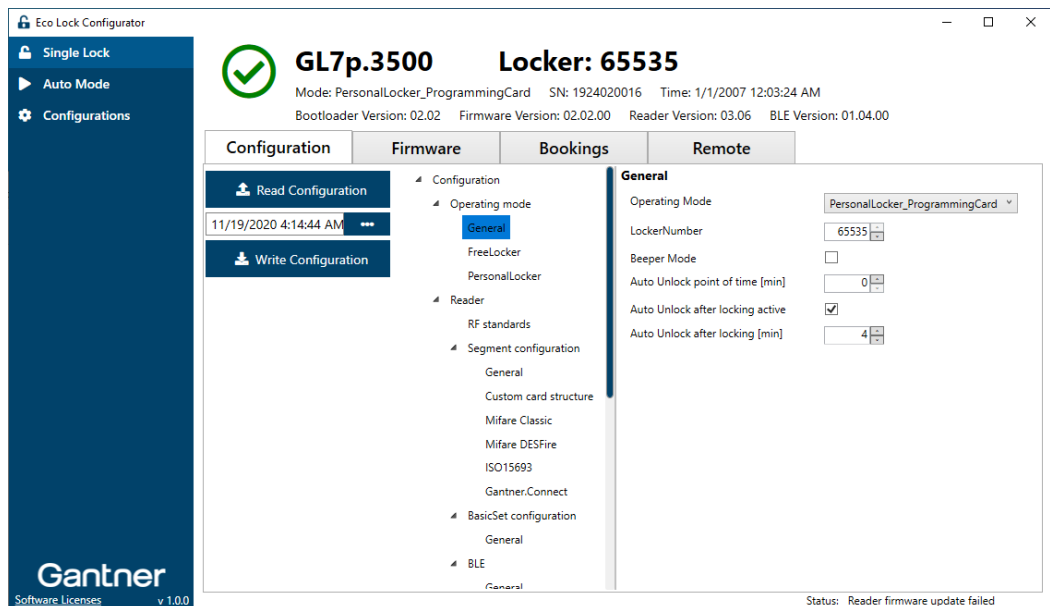 Eco Lock Configurator
Single Lock
Auto Mode
Configurations
GL7p.3500 Locker: 65535
Mode: PersonalLocker_ProgrammingCard SN: 1924020016 Time: 1/1/2007 12:03:24 AM
Bootloader Version: 02.02 Firmware Version: 02.02.00 Reader Version: 03.06 BLE Version: 01.04.00
Configuration Firmware Bookings Remote
Read Configuration
11/19/2020 4:14:44 AM
Write Configuration
Configuration
Operating mode
General
FreeLocker
PersonalLocker
Reader
RF standards
Segment configuration
General
Custom card structure
Mifare Classic
Mifare DESFire
ISO15693
Gantner.Connect
BasicSet configuration
General
BLE
General
General
Operating Mode PersonalLocker_ProgrammingCard
LockerNumber 65535
Beeper Mode
Auto Unlock point of time [min] 0
Auto Unlock after locking active
Auto Unlock after locking [min] 4
Gantner
Software Licenses v 1.0.0
Status: Reader firmware update failed